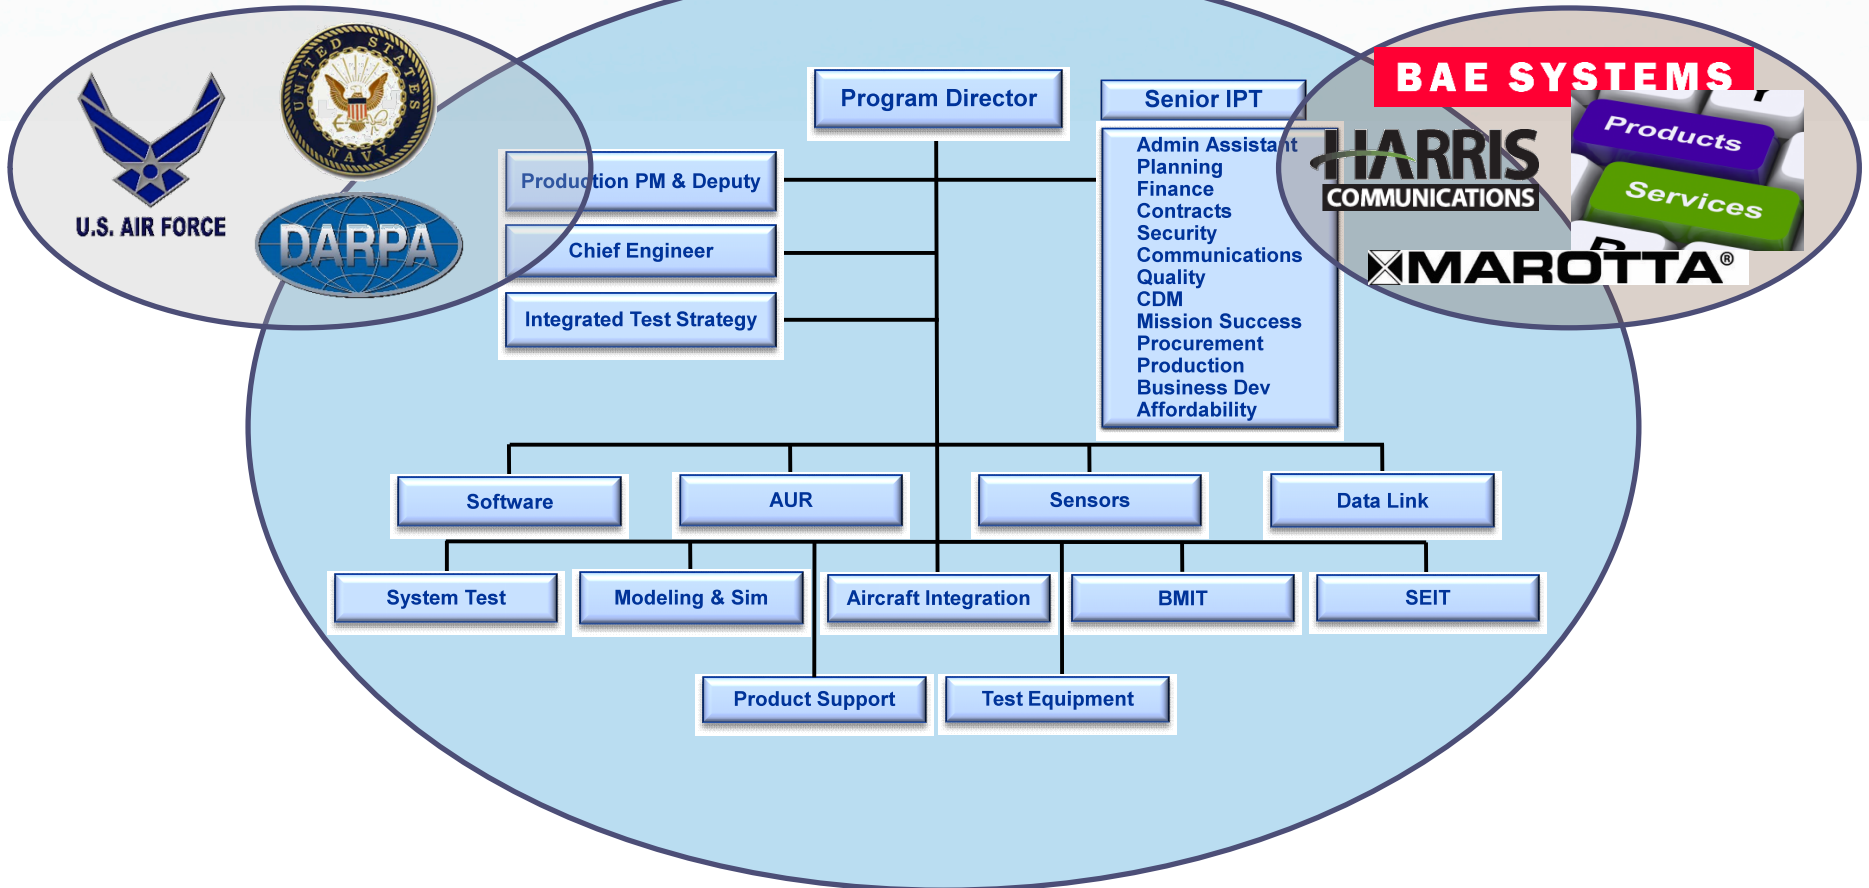 UNITED STATES
NAVY
U.S. AIR FORCE
DARPA
Program Director
Senior IPT
Production PM & Deputy
Chief Engineer
Integrated Test Strategy
Admin Assistant
Planning
Finance
Contracts
Security
Communications
Quality
CDM
Mission Success
Procurement
Production
Business Dev
Affordability
BAE SYSTEMS
HARRIS
COMMUNICATIONS
Products
Services
MAROTTA®
Software
AUR
Sensors
Data Link
System Test
Modeling & Sim
Aircraft Integration
BMIT
SEIT
Product Support
Test Equipment